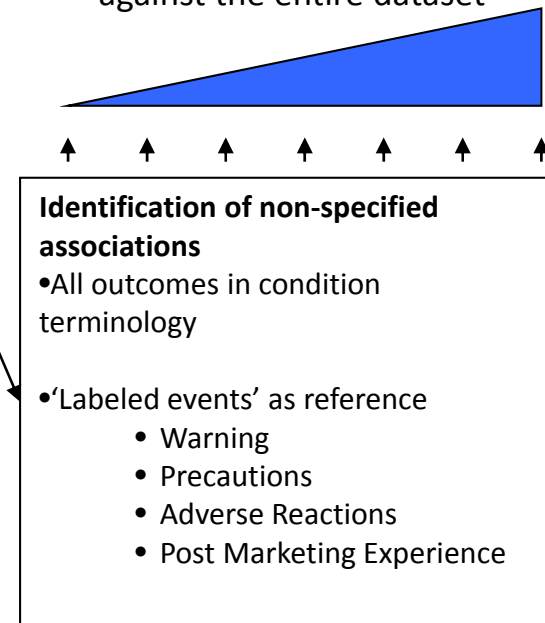 against the entire dataset
Identification of non-specified
associations
•All outcomes in condition
terminology
•‘Labeled events’ as reference
• Warning
• Precautions
• Adverse Reactions
• Post Marketing Experience